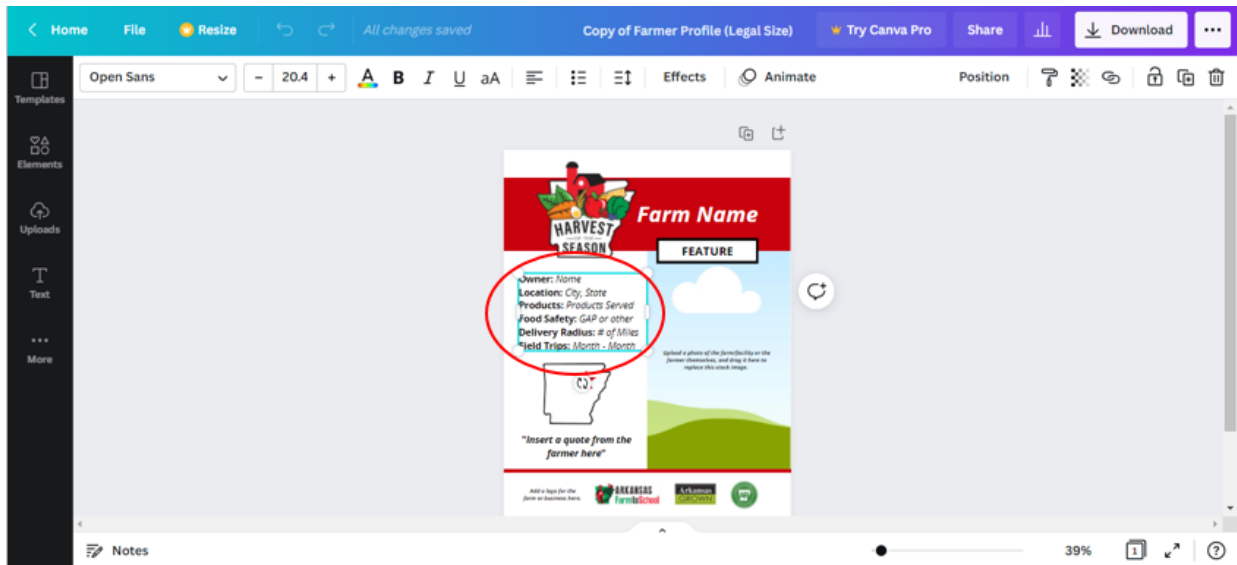 Home File Resize All changes saved Copy of Farmer Profile (Legal Size) Try Canva Pro Share Download
Open Sans - 20.4 + A B I U aA Effects Animate Position
Templates
Elements
Uploads
Text
More
HARVEST
SEASON
Farm Name
FEATURE
Owner: Name
Location: City, State
Products: Products Served
Food Safety: GAP or other
Delivery Radius: # of Miles
Field Trips: Month - Month
Upload a photo of the farm/facility or the
farmer themselves, and drag it here to
replace this stock image.
"Insert a quote from the
farmer here"
Add a logo for the
farm or business here.
ARKANSAS
FarmtoSchool
Arkansas
GROWN
Notes 39% 1 ?